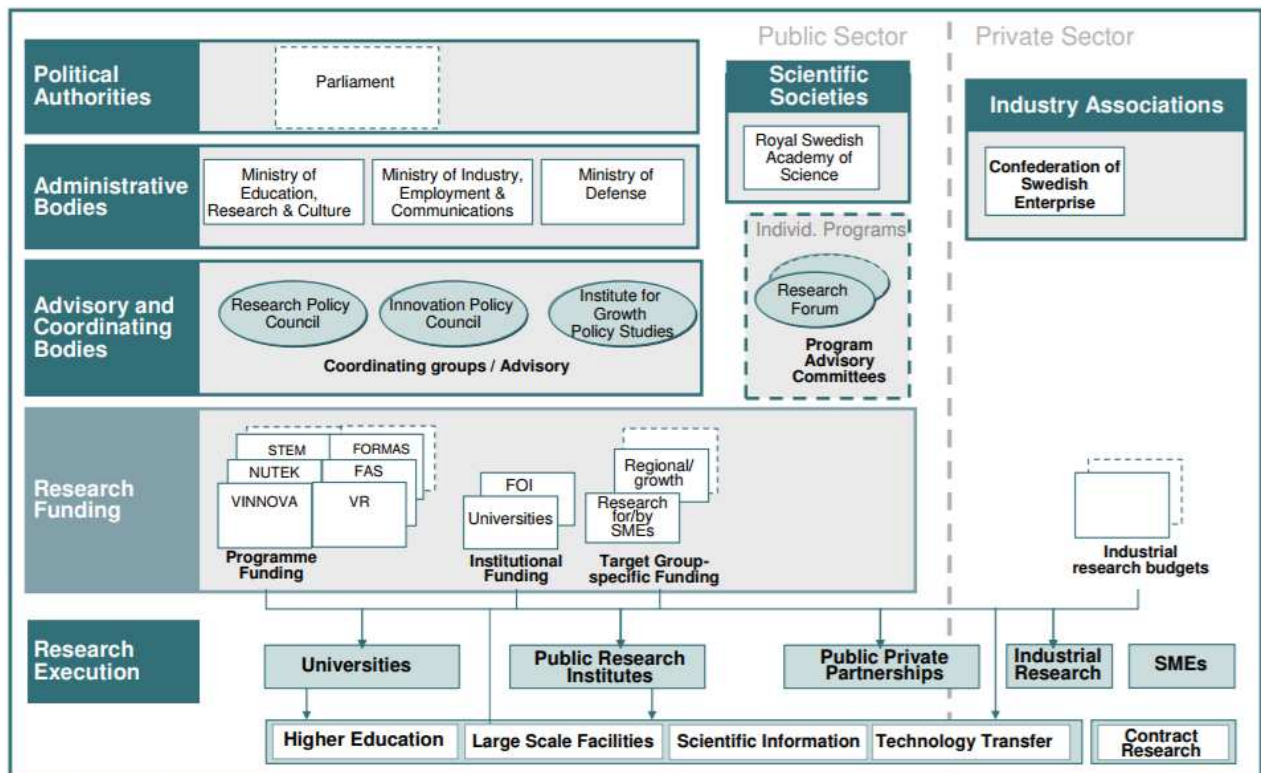 Public Sector
Private Sector
Political
Authorities
Parliament
Scientific
Societies
Royal Swedish
Academy of
Science
Industry Associations
Confederation of
Swedish
Enterprise
Administrative
Bodies
Ministry of
Education,
Research & Culture
Ministry of Industry,
Employment &
Communications
Ministry of
Defense
Individ. Programs
Research
Forum
Program
Advisory
Committees
Advisory and
Coordinating
Bodies
Research Policy
Council
Innovation Policy
Council
Institute for
Growth
Policy Studies
Coordinating groups / Advisory
Research
Funding
STEM
FORMAS
NUTEK
FAS
VINNOVA
VR
Programme
Funding
FOI
Universities
Institutional
Funding
Regional/
growth
Research
for/by
SMEs
Target Group-
specific Funding
Industrial
research budgets
Research
Execution
Universities
Public Research
Institutes
Public Private
Partnerships
Industrial
Research
SMEs
Higher Education
Large Scale Facilities
Scientific Information
Technology Transfer
Contract
Research